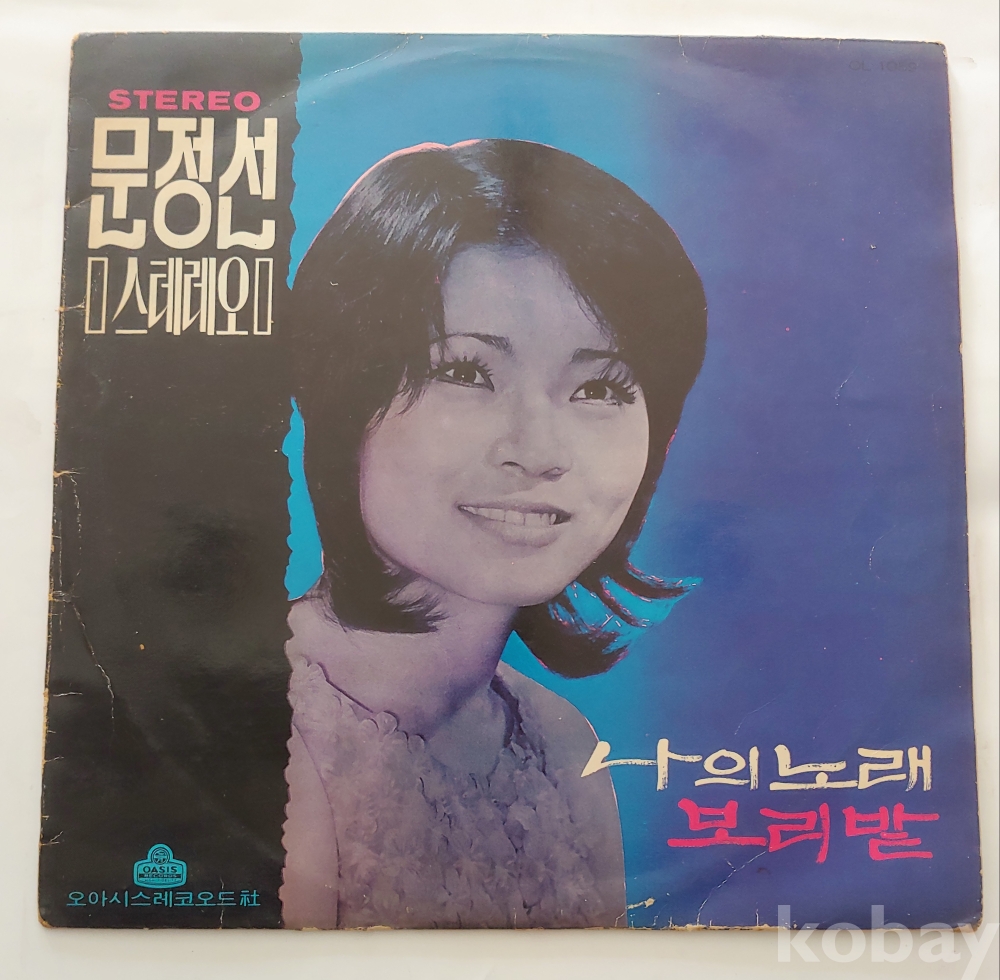 STEREO
문정선
[스테레오]
나의노래
보리밭
OASIS
RECORDS
오아시스레코오드社
kobay